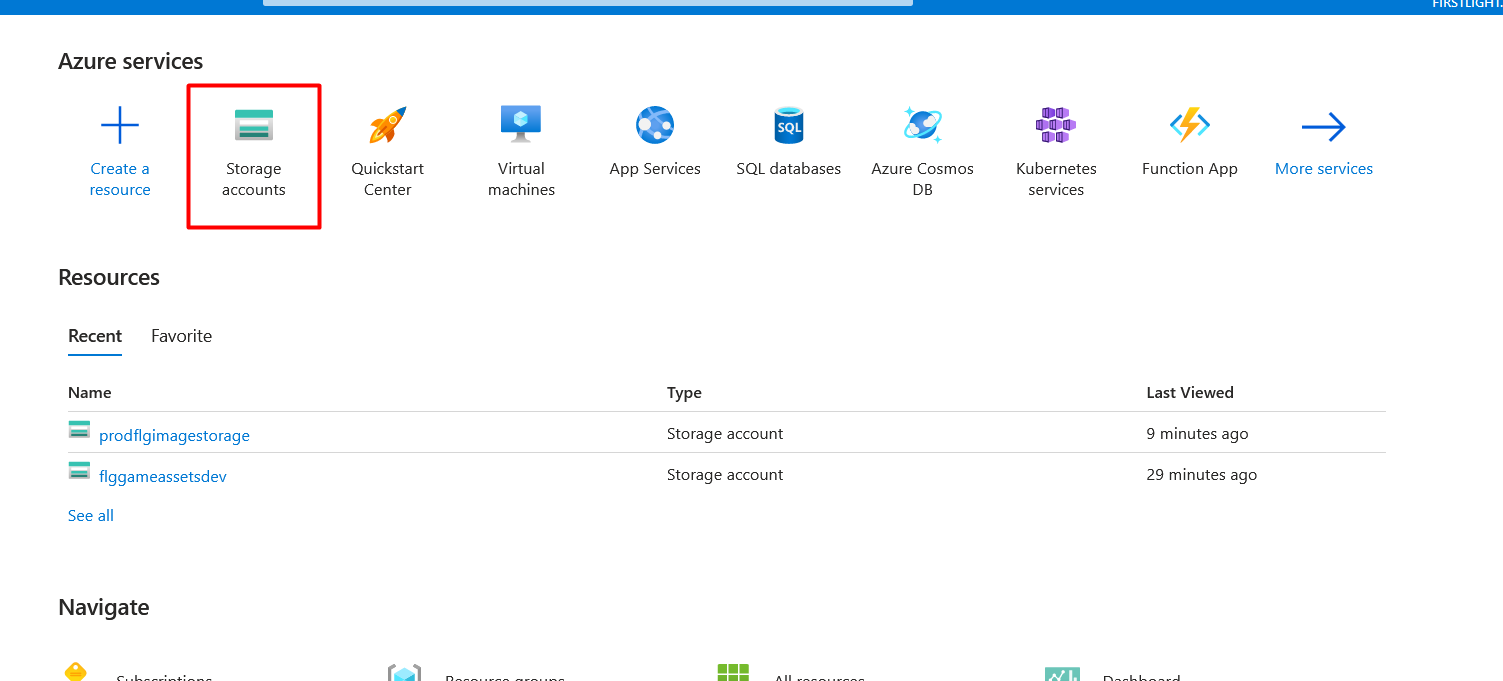 FIRSTLIGHT.
Azure services
Create a
resource
Storage
accounts
Quickstart
Center
Virtual
machines
App Services
SQL
SQL databases
Azure Cosmos
DB
Kubernetes
services
Function App
More services
Resources
Recent
Favorite
Name
Type
Last Viewed
prodflgimagestorage
Storage account
9 minutes ago
flggameassetsdev
Storage account
29 minutes ago
See all
Navigate
Subscriptions
Resource groups
All resources
Dashboard